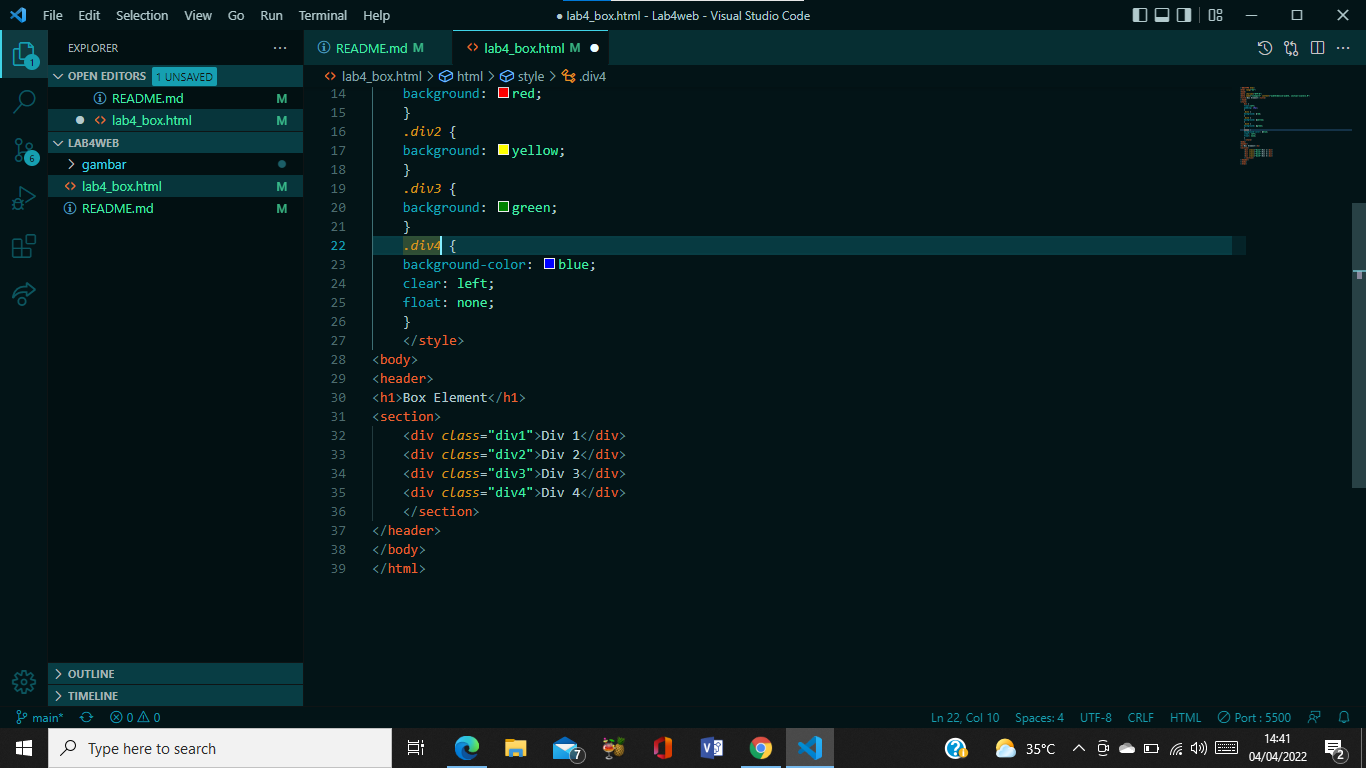 File Edit Selection View Go Run Terminal Help
● lab4_box.html - Lab4web - Visual Studio Code
EXPLORER
OPEN EDITORS 1 UNSAVED
README.md M
lab4_box.html M
LAB4WEB
gambar
lab4_box.html M
README.md M
OUTLINE
TIMELINE
1
6
README.md M
lab4_box.html M
lab4_box.html > html > style > .div4
14 background: red;
15 }
16 .div2 {
17 background: yellow;
18 }
19 .div3 {
20 background: green;
21 }
22 .div4 {
23 background-color: blue;
24 clear: left;
25 float: none;
26 }
27 </style>
28 <body>
29 <header>
30 <h1>Box Element</h1>
31 <section>
32 <div class="div1">Div 1</div>
33 <div class="div2">Div 2</div>
34 <div class="div3">Div 3</div>
35 <div class="div4">Div 4</div>
36 </section>
37 </header>
38 </body>
39 </html>
main* 0 0 Ln 22, Col 10 Spaces: 4 UTF-8 CRLF HTML Port : 5500
Type here to search
7
35°C
14:41
04/04/2022
2